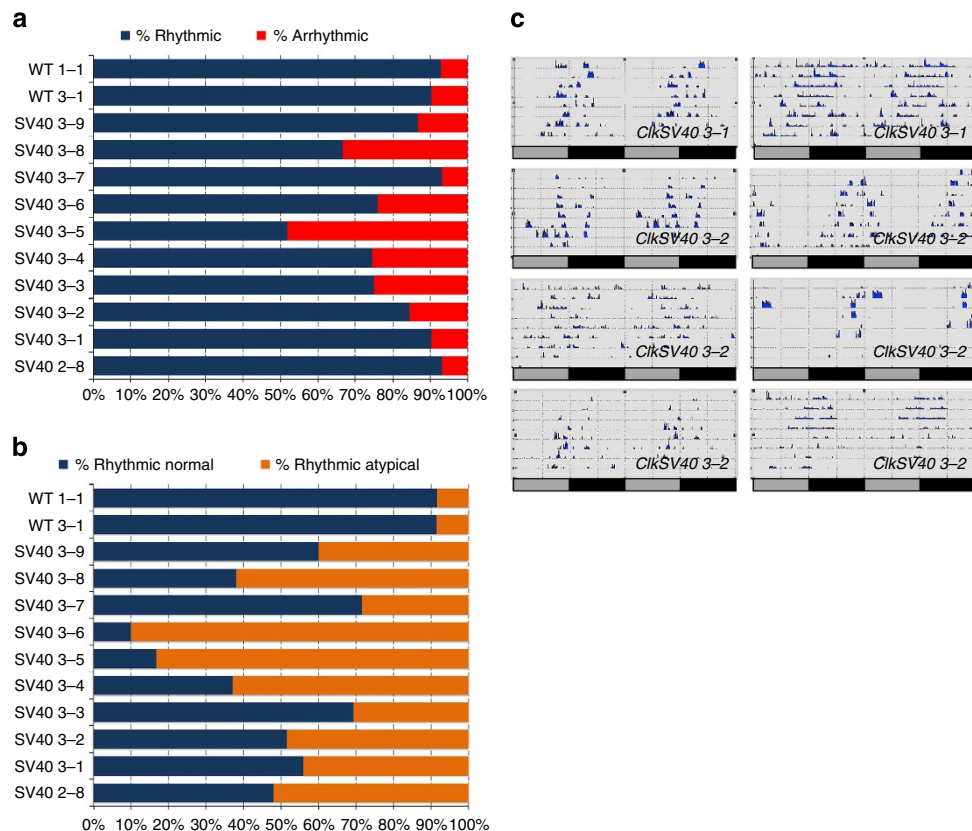 a
% Rhythmic % Arrhythmic
WT 1–1
WT 3–1
SV40 3–9
SV40 3–8
SV40 3–7
SV40 3–6
SV40 3–5
SV40 3–4
SV40 3–3
SV40 3–2
SV40 3–1
SV40 2–8
0% 10% 20% 30% 40% 50% 60% 70% 80% 90% 100%
b
% Rhythmic normal % Rhythmic atypical
WT 1–1
WT 3–1
SV40 3–9
SV40 3–8
SV40 3–7
SV40 3–6
SV40 3–5
SV40 3–4
SV40 3–3
SV40 3–2
SV40 3–1
SV40 2–8
0% 10% 20% 30% 40% 50% 60% 70% 80% 90% 100%
c
ClkSV40 3–1 ClkSV40 3–1
ClkSV40 3–2 ClkSV40 3–2
ClkSV40 3–2 ClkSV40 3–2
ClkSV40 3–2 ClkSV40 3–2